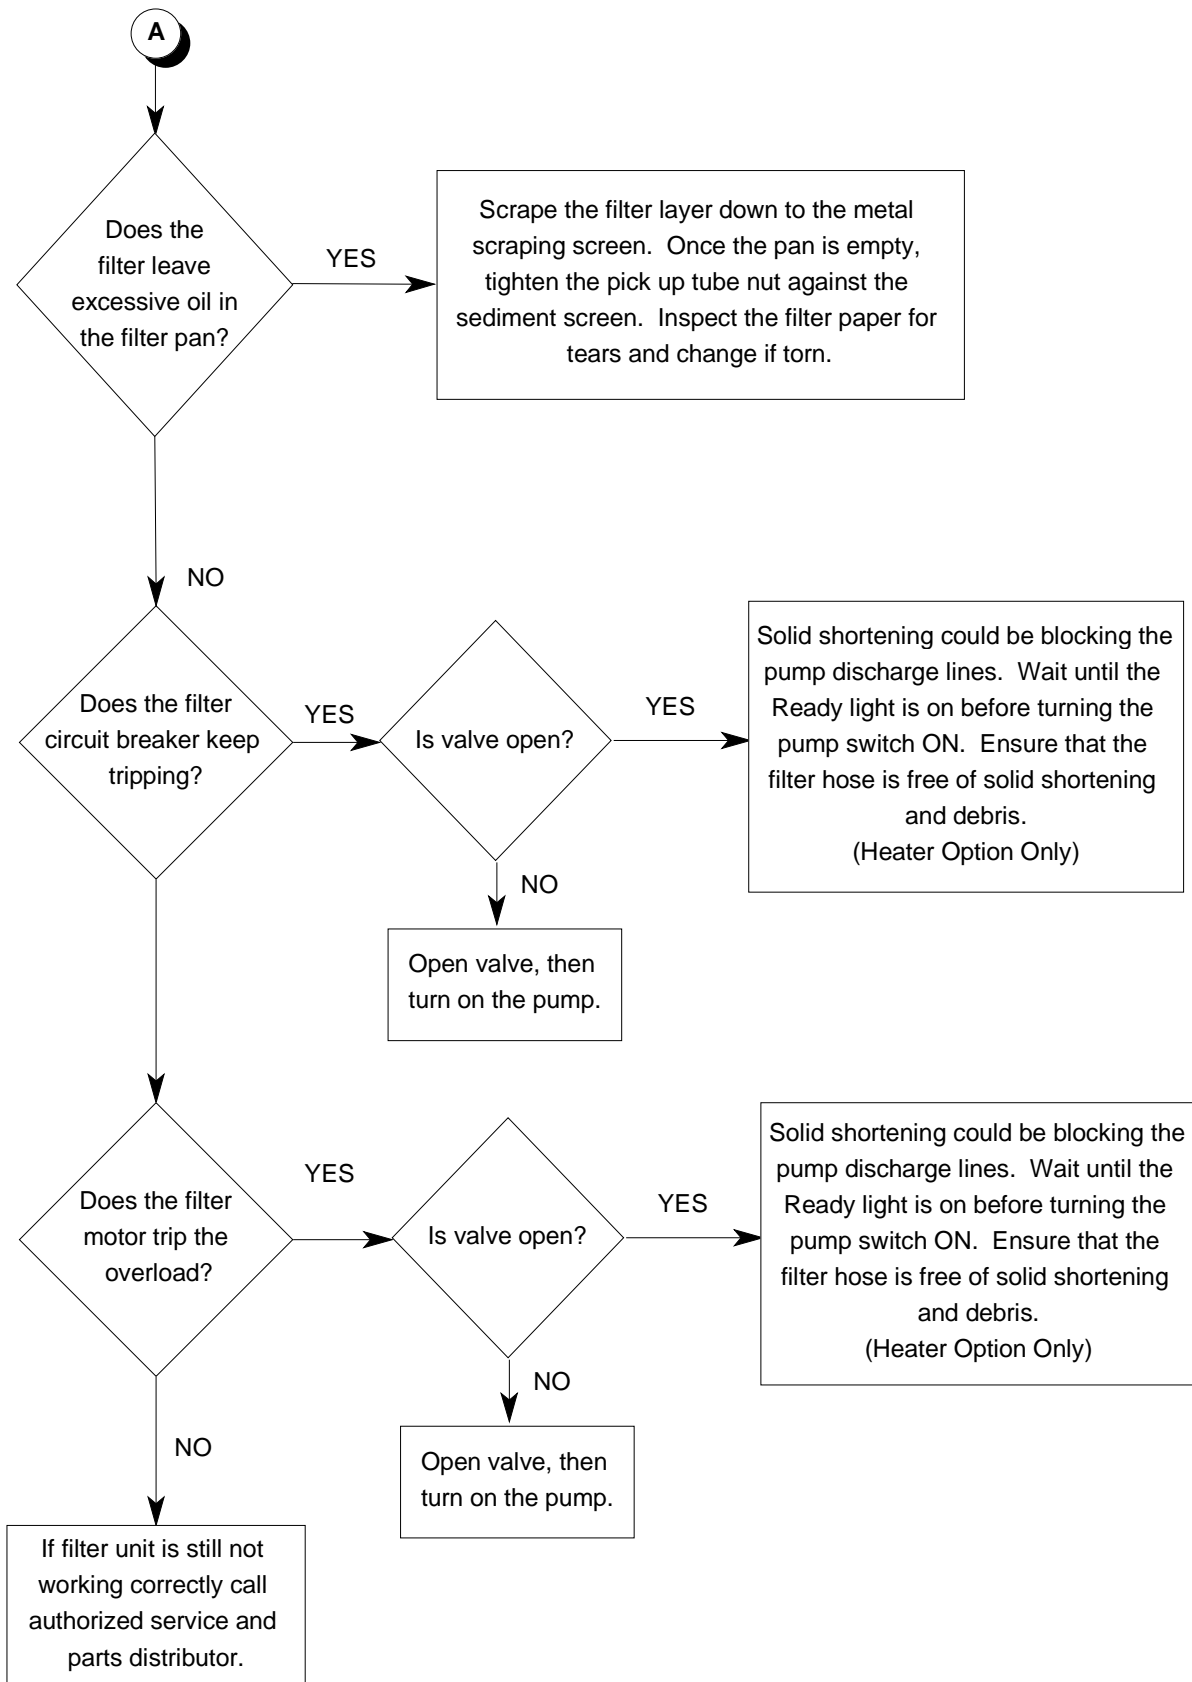 A
Does the
filter leave
excessive oil in
the filter pan?
YES
Scrape the filter layer down to the metal
scraping screen.  Once the pan is empty,
tighten the pick up tube nut against the
sediment screen.  Inspect the filter paper for
tears and change if torn.
NO
Does the filter
circuit breaker keep
tripping?
YES
Is valve open?
YES
Solid shortening could be blocking the
pump discharge lines.  Wait until the
Ready light is on before turning the
pump switch ON.  Ensure that the
filter hose is free of solid shortening
and debris.
(Heater Option Only)
NO
Open valve, then
turn on the pump.
Does the filter
motor trip the
overload?
YES
Is valve open?
YES
Solid shortening could be blocking the
pump discharge lines.  Wait until the
Ready light is on before turning the
pump switch ON.  Ensure that the
filter hose is free of solid shortening
and debris.
(Heater Option Only)
NO
Open valve, then
turn on the pump.
NO
If filter unit is still not
working correctly call
authorized service and
parts distributor.